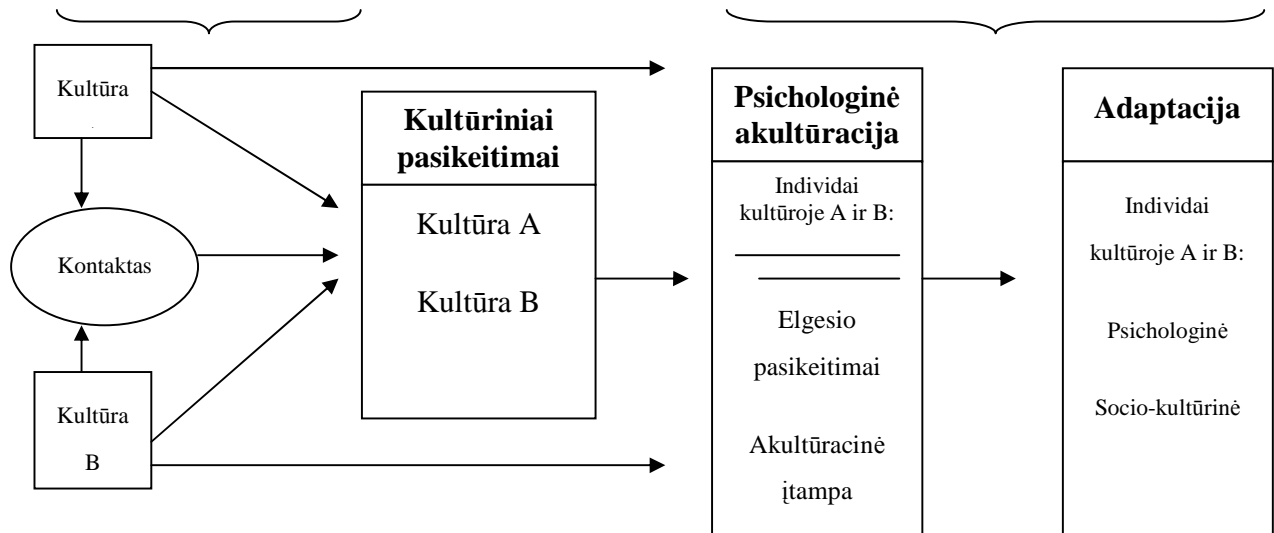 Kultūra
Kontaktas
Kultūra
B
Kultūriniai
pasikeitimai
Kultūra A
Kultūra B
Psichologinė
akultūracija
Individai
kultūroje A ir B:
Elgesio
pasikeitimai
Akultūracinė
įtampa
Adaptacija
Individai
kultūroje A ir B:
Psichologinė
Socio-kultūrinė